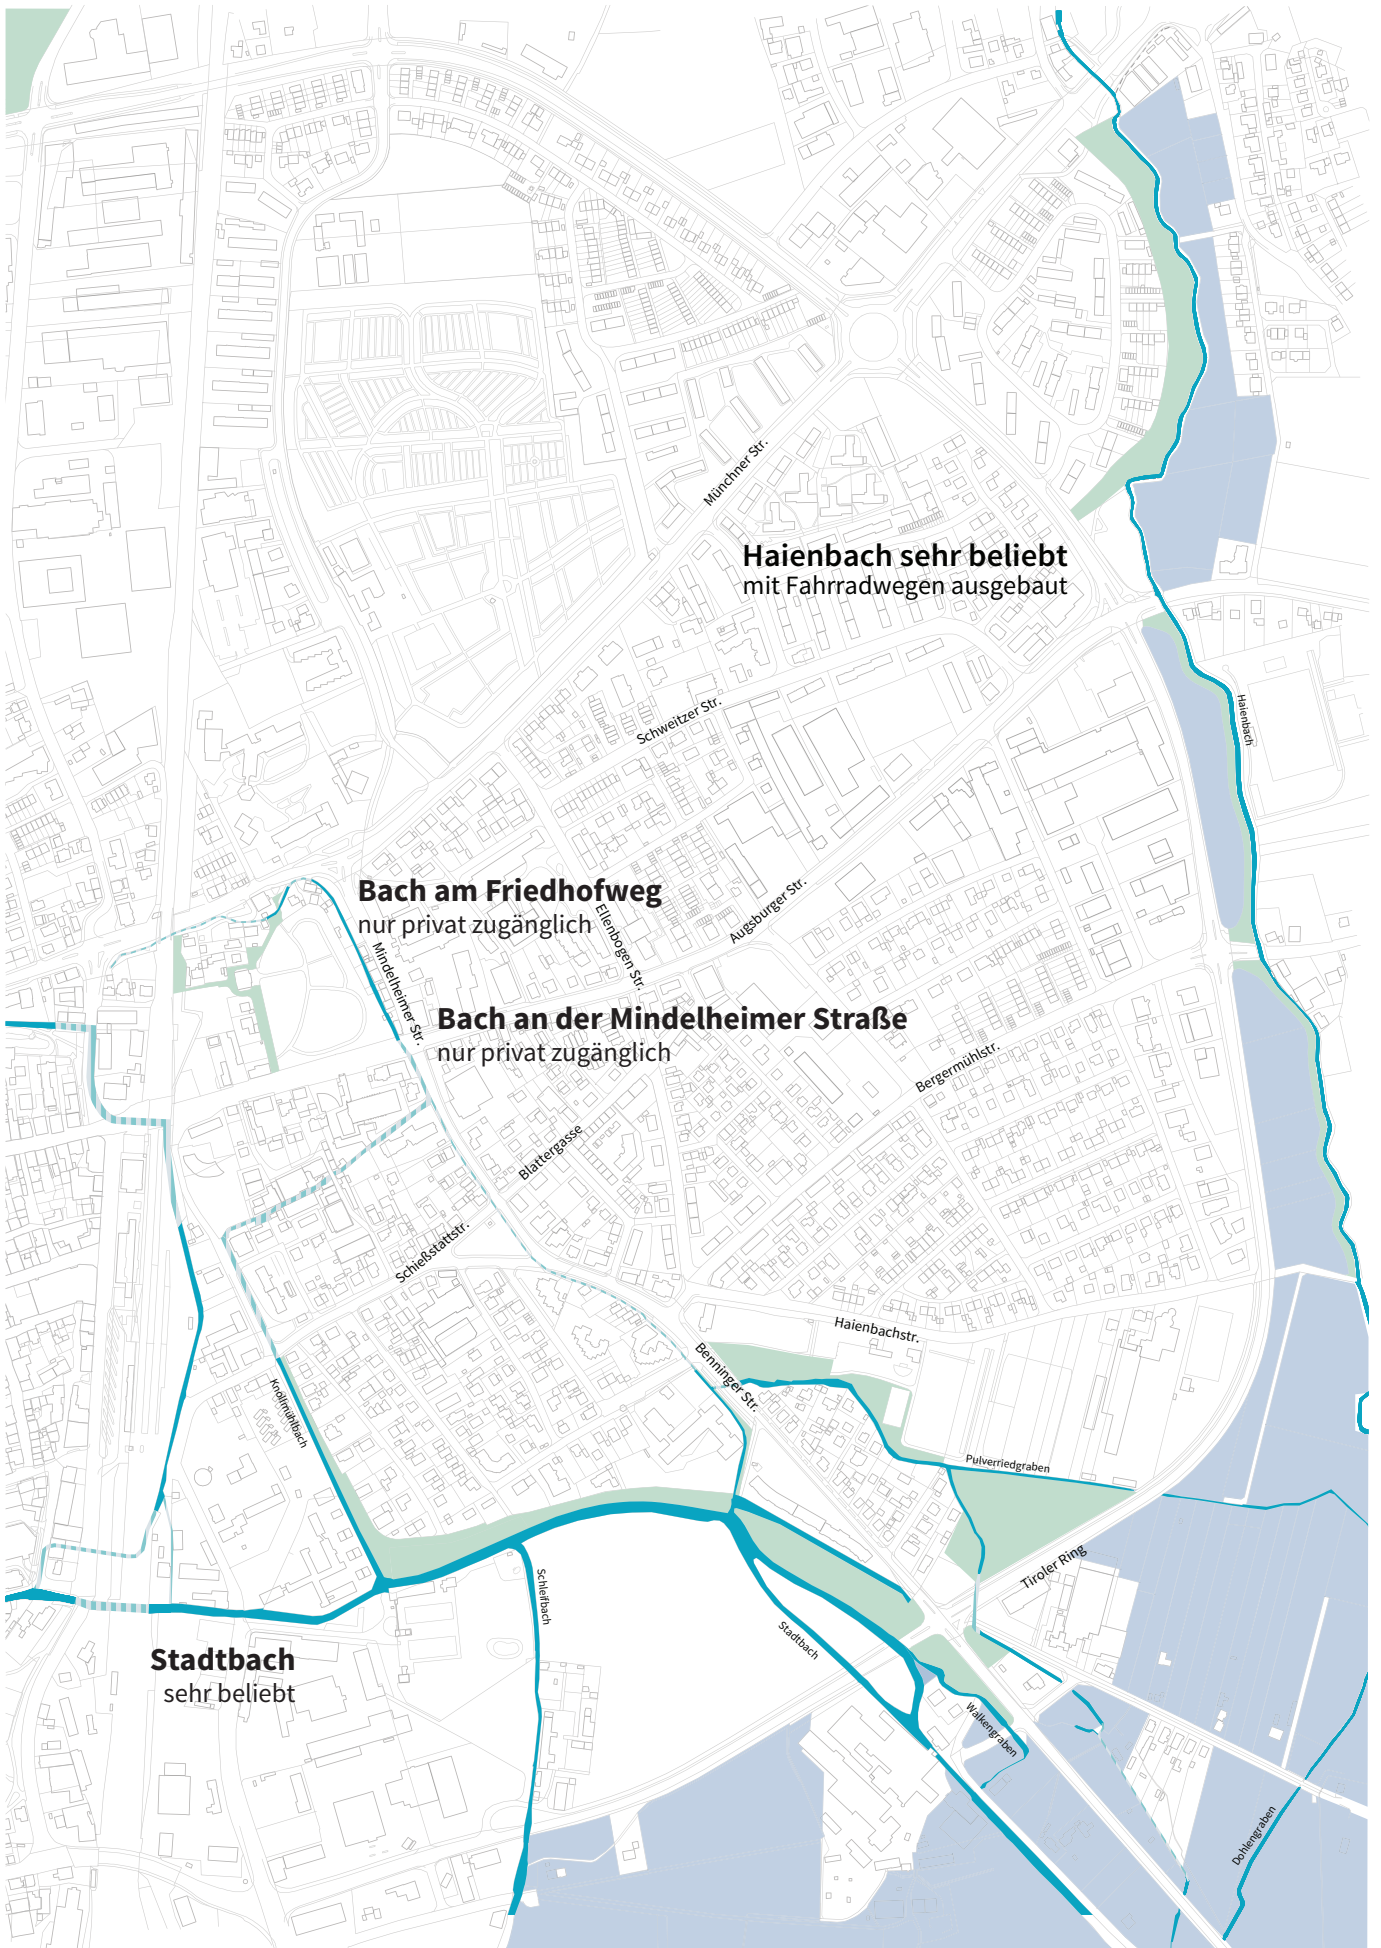 Münchner Str.
Haienbach sehr beliebt
mit Fahrradwegen ausgebaut
Schweitzer Str.
Haienbach
Bach am Friedhofweg
nur privat zugänglich
Ellenbogen Str.
Augsburger Str.
Mindelheimer Str.
Bach an der Mindelheimer Straße
nur privat zugänglich
Bergermühlstr.
Blattergasse
Schießstattstr.
Haienbachstr.
Benninger Str.
Knollmühlbach
Pulverriedgraben
Tiroler Ring
Schleifbach
Stadtbach
Stadtbach
sehr beliebt
Walkengraben
Dohlengraben